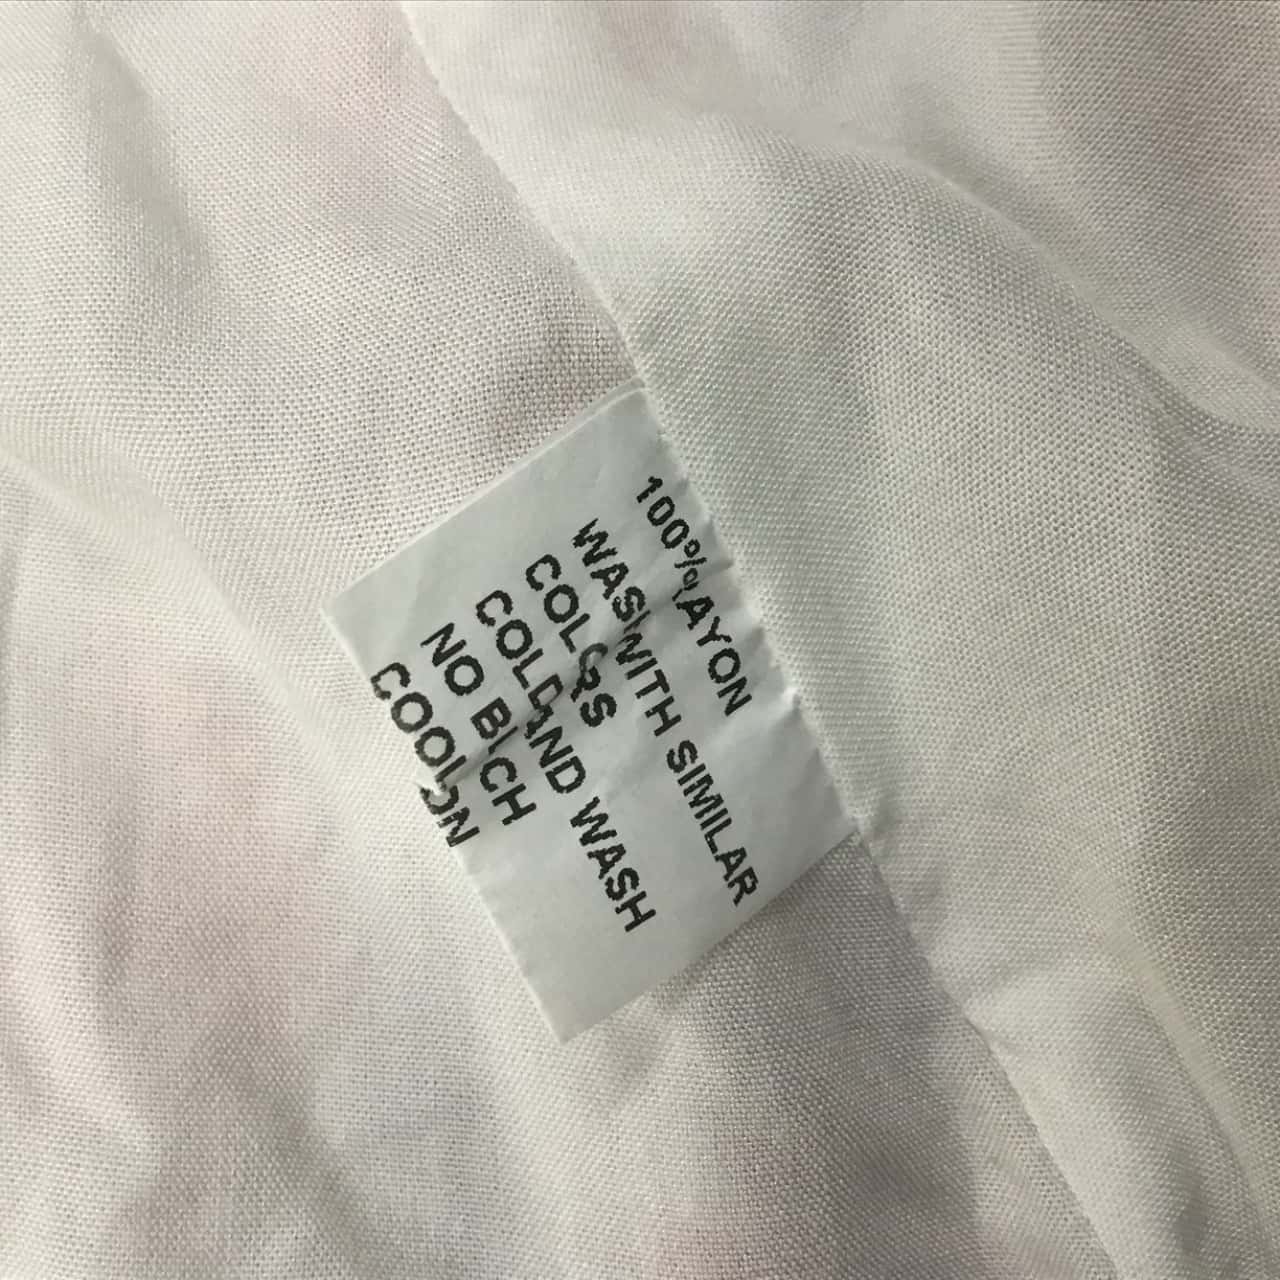 100% RAYON
WASH WITH SIMILAR
COLORS
COLD HAND WASH
NO BLCH
COOL